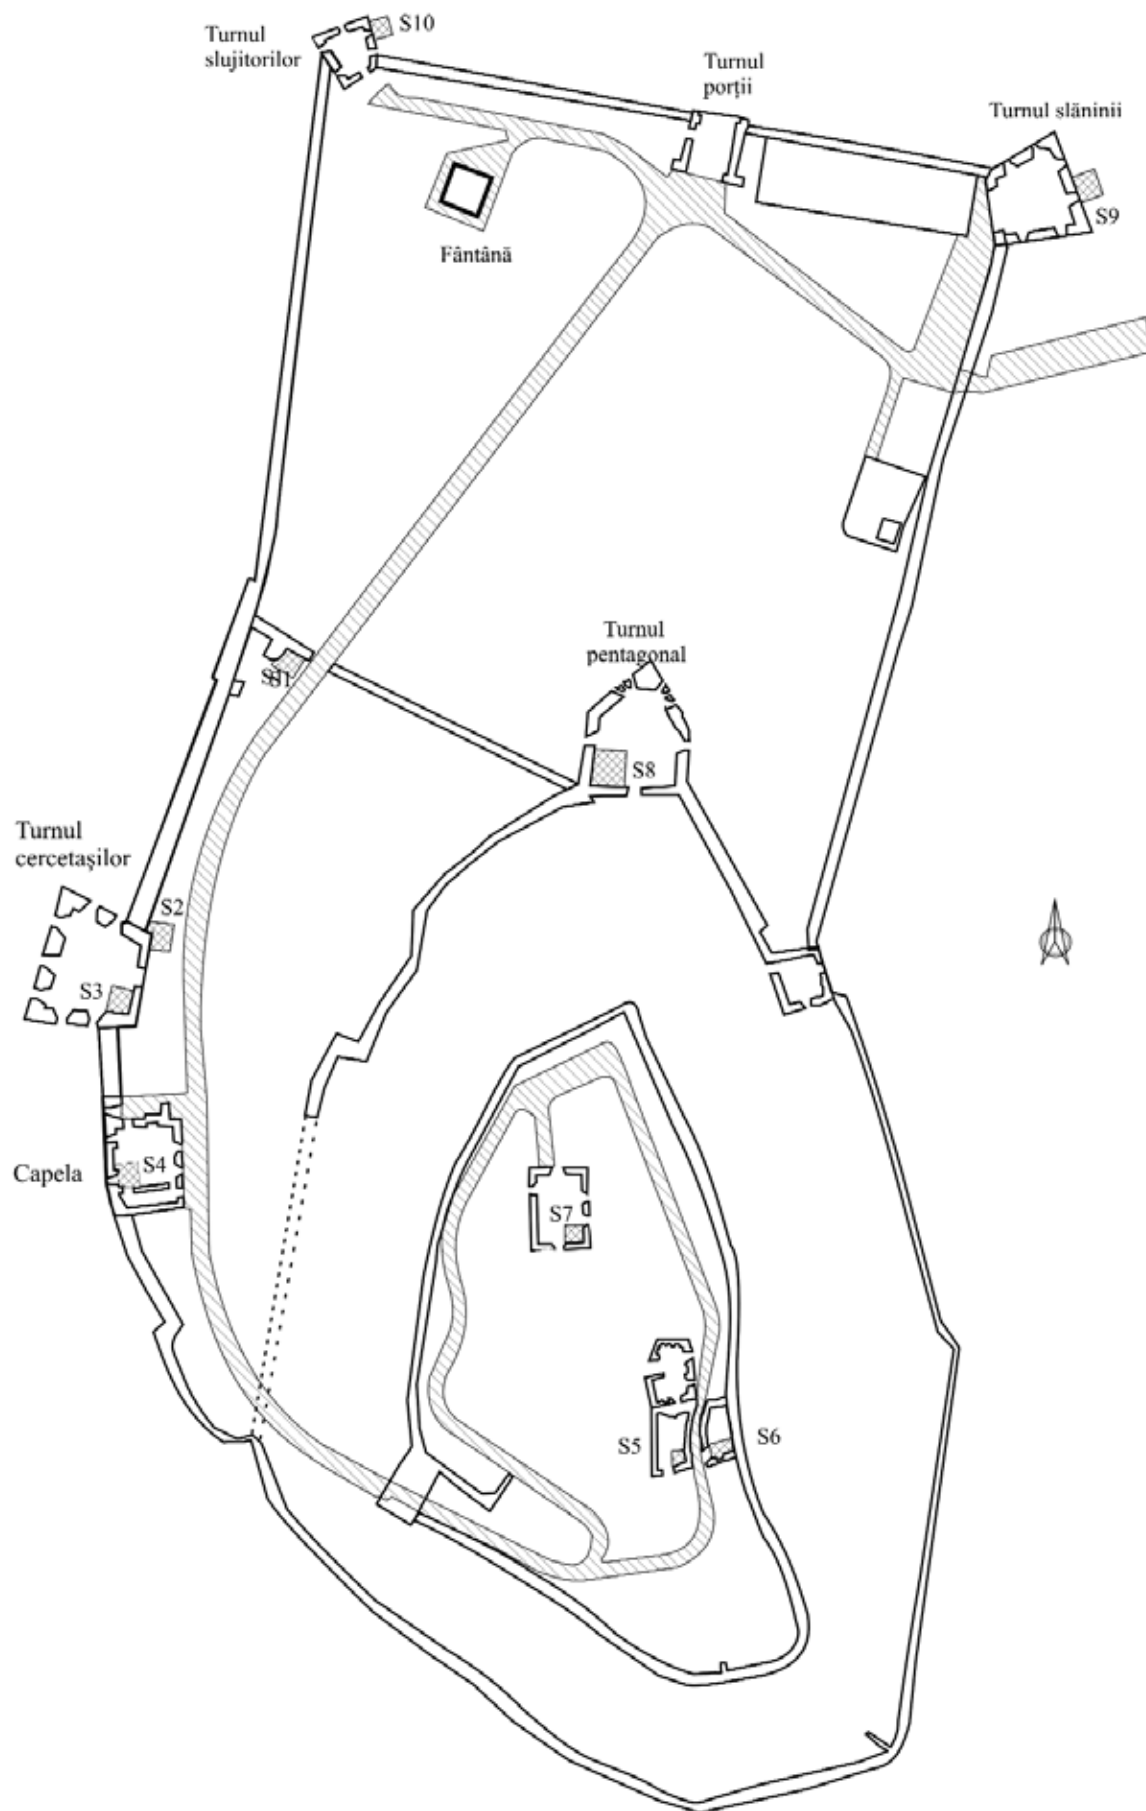 Turnul
slujitorilor
S10
Turnul
porții
Turnul slăninii
S9
Fântână
S1
Turnul
pentagonal
S8
Turnul
cercetașilor
S2
S3
Capela
S4
S7
S5
S6